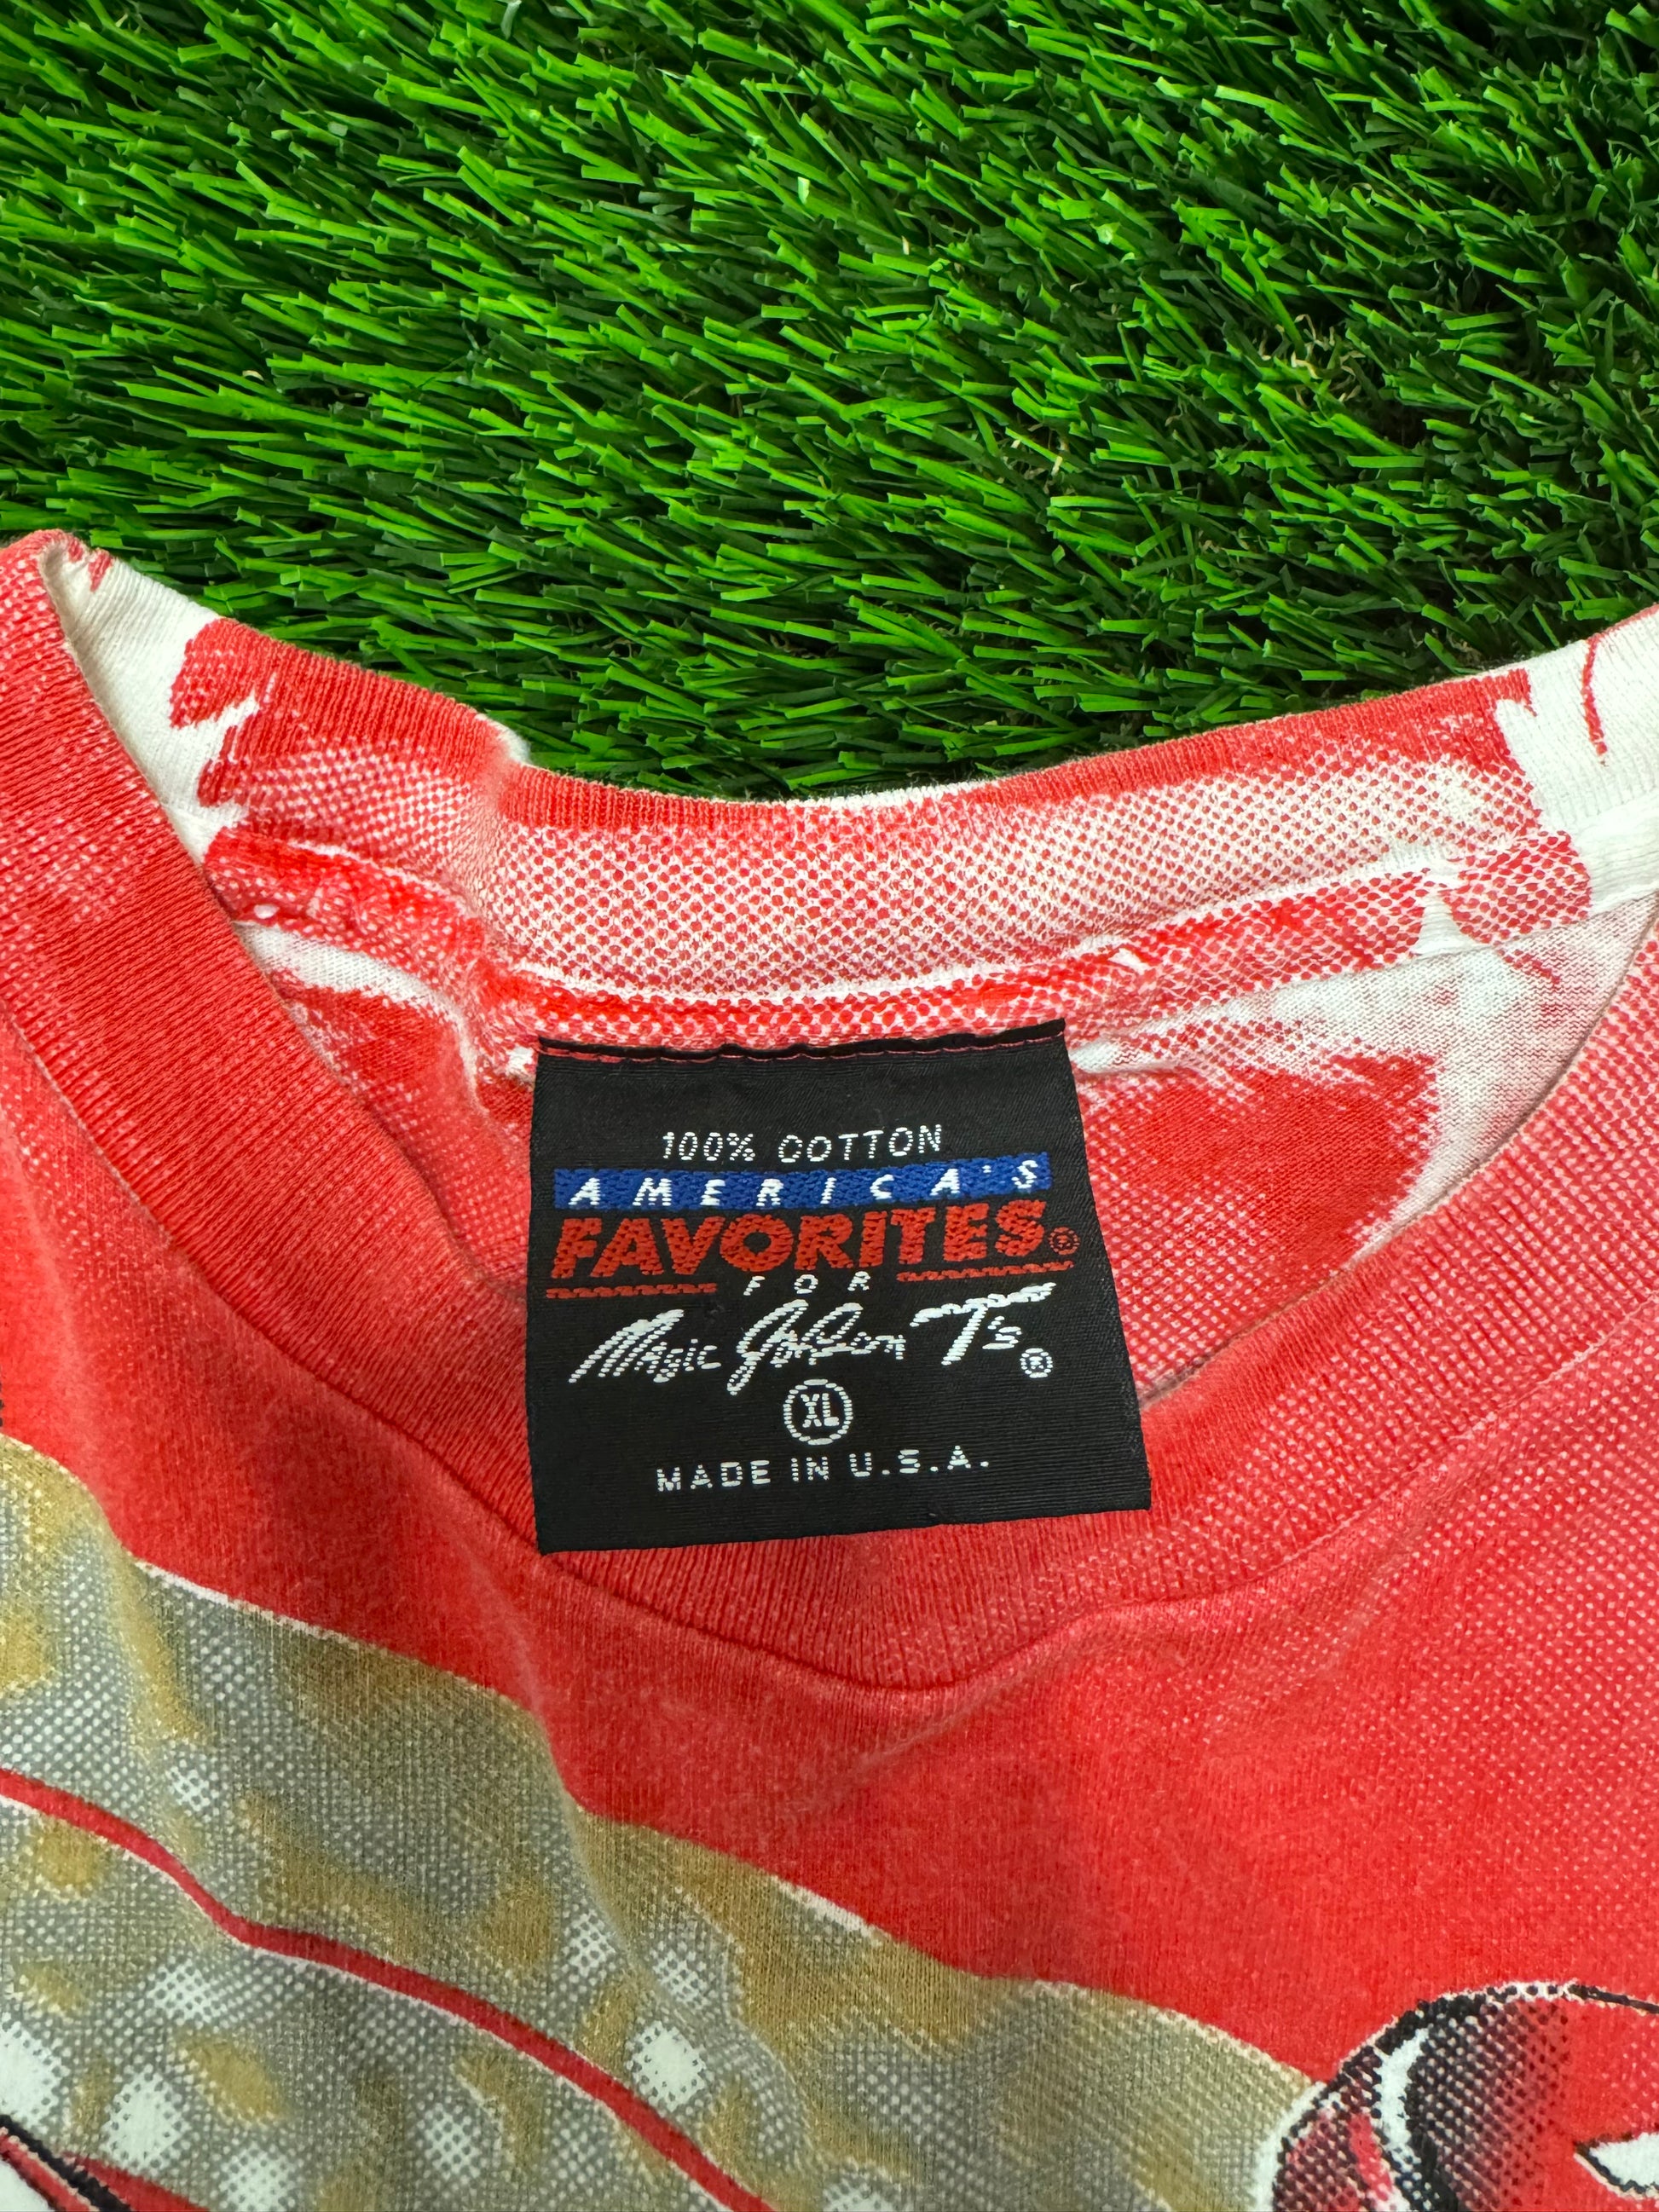 100% COTTON
AMERICA'S
FAVORITES®
FOR
Magic Johnson T's®
XL
MADE IN U.S.A.